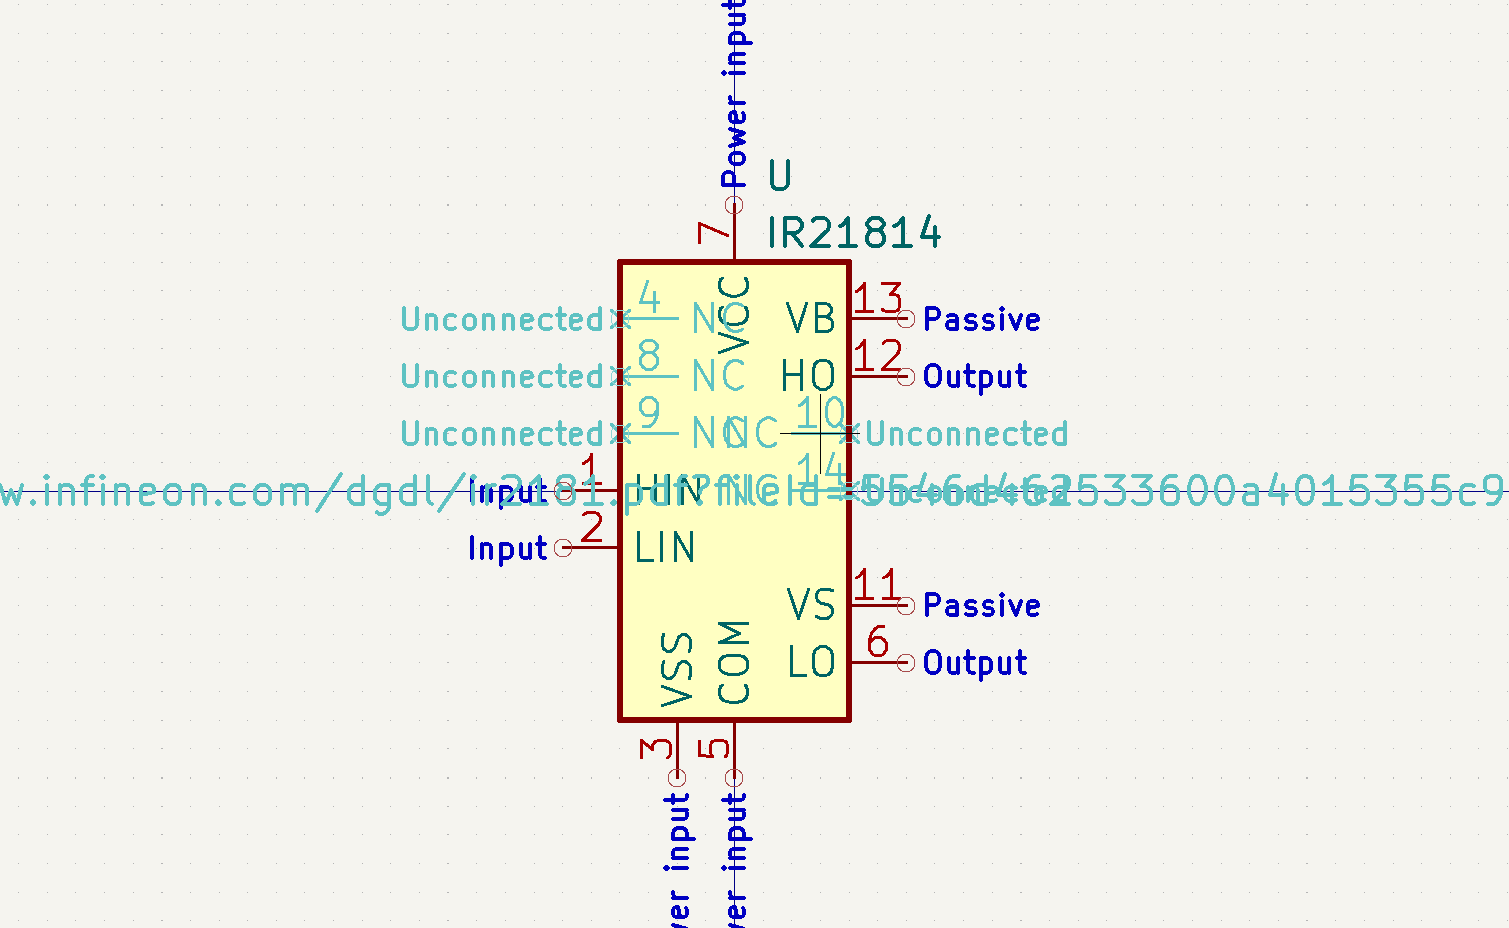 Power input
U
7
IR21814
VCC
Unconnected 4 NC
VB 13 Passive
Unconnected 8 NC
HO 12 Output
Unconnected 9 NC
NC 10 Unconnected
Input 1 HIN
NC 14 Unconnected
w.infineon.com/dgdl/ir2181.pdf?fileId=5546d462533600a4015355c9
Input 2 LIN
VS 11 Passive
LO 6 Output
VSS
COM
3
5
wer input
wer input